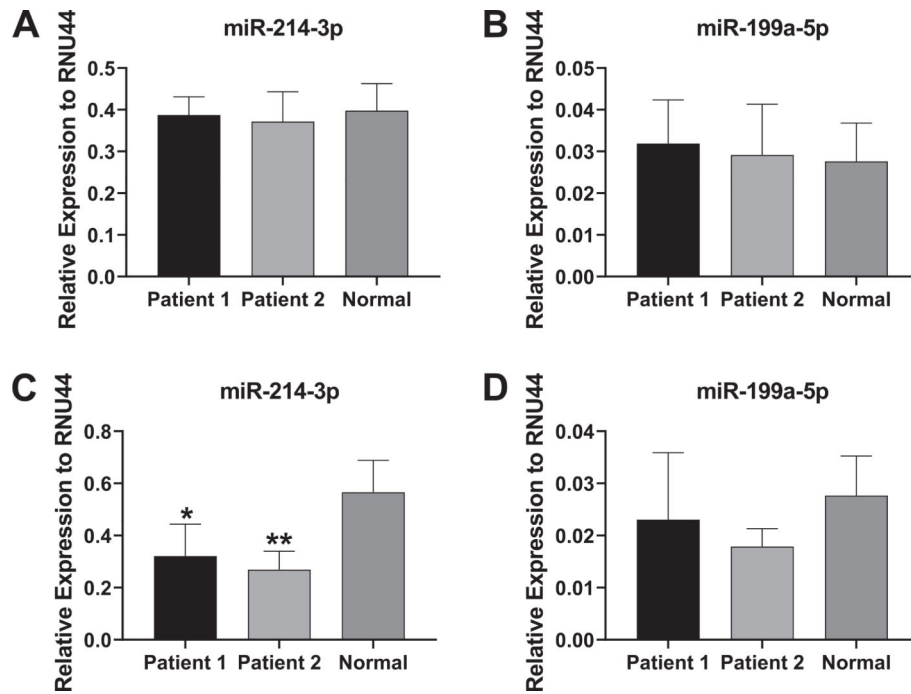 A
miR-214-3p
Relative Expression to RNU44
0.5
0.4
0.3
0.2
0.1
0.0
Patient 1 Patient 2 Normal
B
miR-199a-5p
Relative Expression to RNU44
0.05
0.04
0.03
0.02
0.01
0.00
Patient 1 Patient 2 Normal
C
miR-214-3p
Relative Expression to RNU44
0.8
0.6
0.4
0.2
0.0
*
**
Patient 1 Patient 2 Normal
D
miR-199a-5p
Relative Expression to RNU44
0.04
0.03
0.02
0.01
0.00
Patient 1 Patient 2 Normal